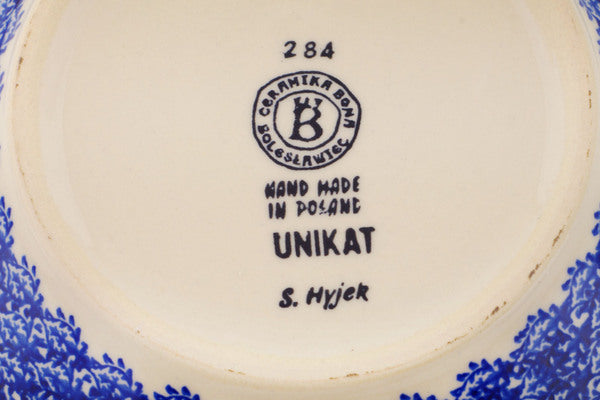 284
CERAMIKA BONA
B
BOLESŁAWIEC
HAND MADE
IN POLAND
UNIKAT
S. Hyjek